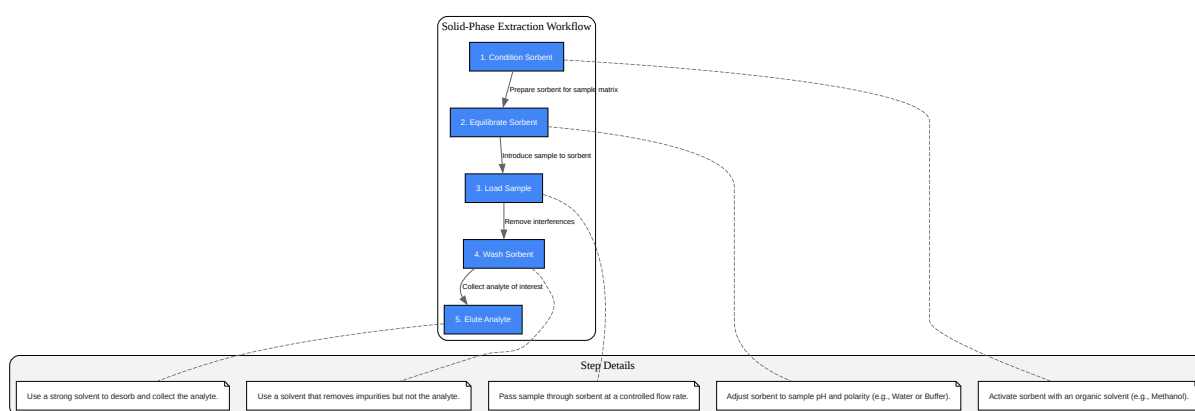 Solid-Phase Extraction Workflow
1. Condition Sorbent
Prepare sorbent for sample matrix
2. Equilibrate Sorbent
Introduce sample to sorbent
3. Load Sample
Remove interferences
4. Wash Sorbent
Collect analyte of interest
5. Elute Analyte
Step Details
Use a strong solvent to desorb and collect the analyte.
Use a solvent that removes impurities but not the analyte.
Pass sample through sorbent at a controlled flow rate.
Adjust sorbent to sample pH and polarity (e.g., Water or Buffer).
Activate sorbent with an organic solvent (e.g., Methanol).